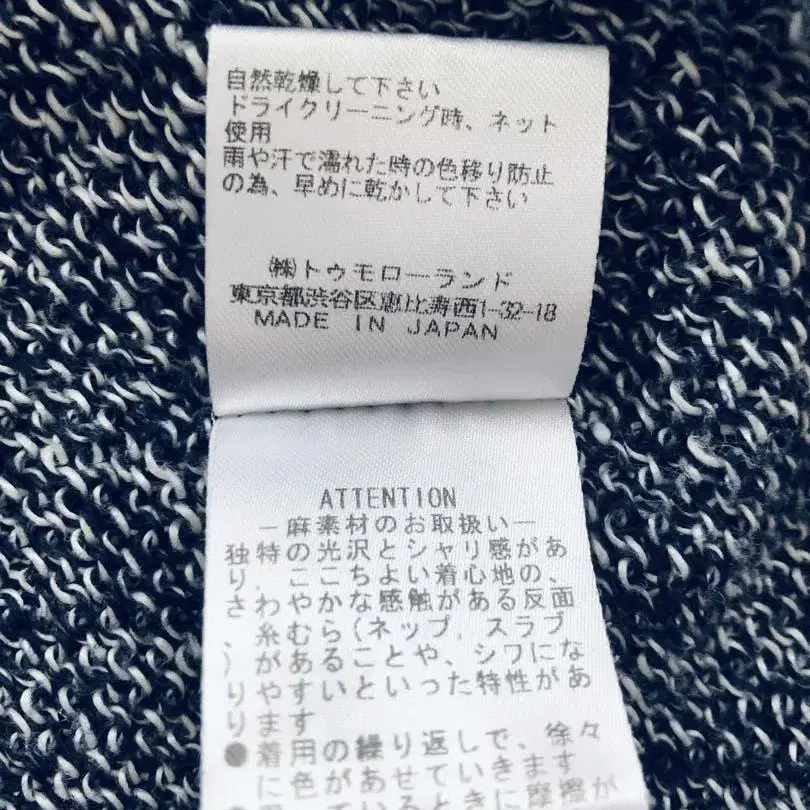 自然乾燥して下さい
ドライクリーニング時、ネット
使用
雨や汗で濡れた時の色移り防止
の為、早めに乾かして下さい
㈱トゥモローランド
東京都渋谷区恵比寿西1-32-18
MADE IN JAPAN
ATTENTION
―麻素材のお取扱い―
独特の光沢とシャリ感があ
り、ここちよい着心地の、
さわやかな感触がある反面
、糸むら(ネップ、スラブ
)があることや、シワにな
りやすいといった特性があ
ります
●着用の繰り返しで、徐々
に色があせていきます
ているときに摩擦が